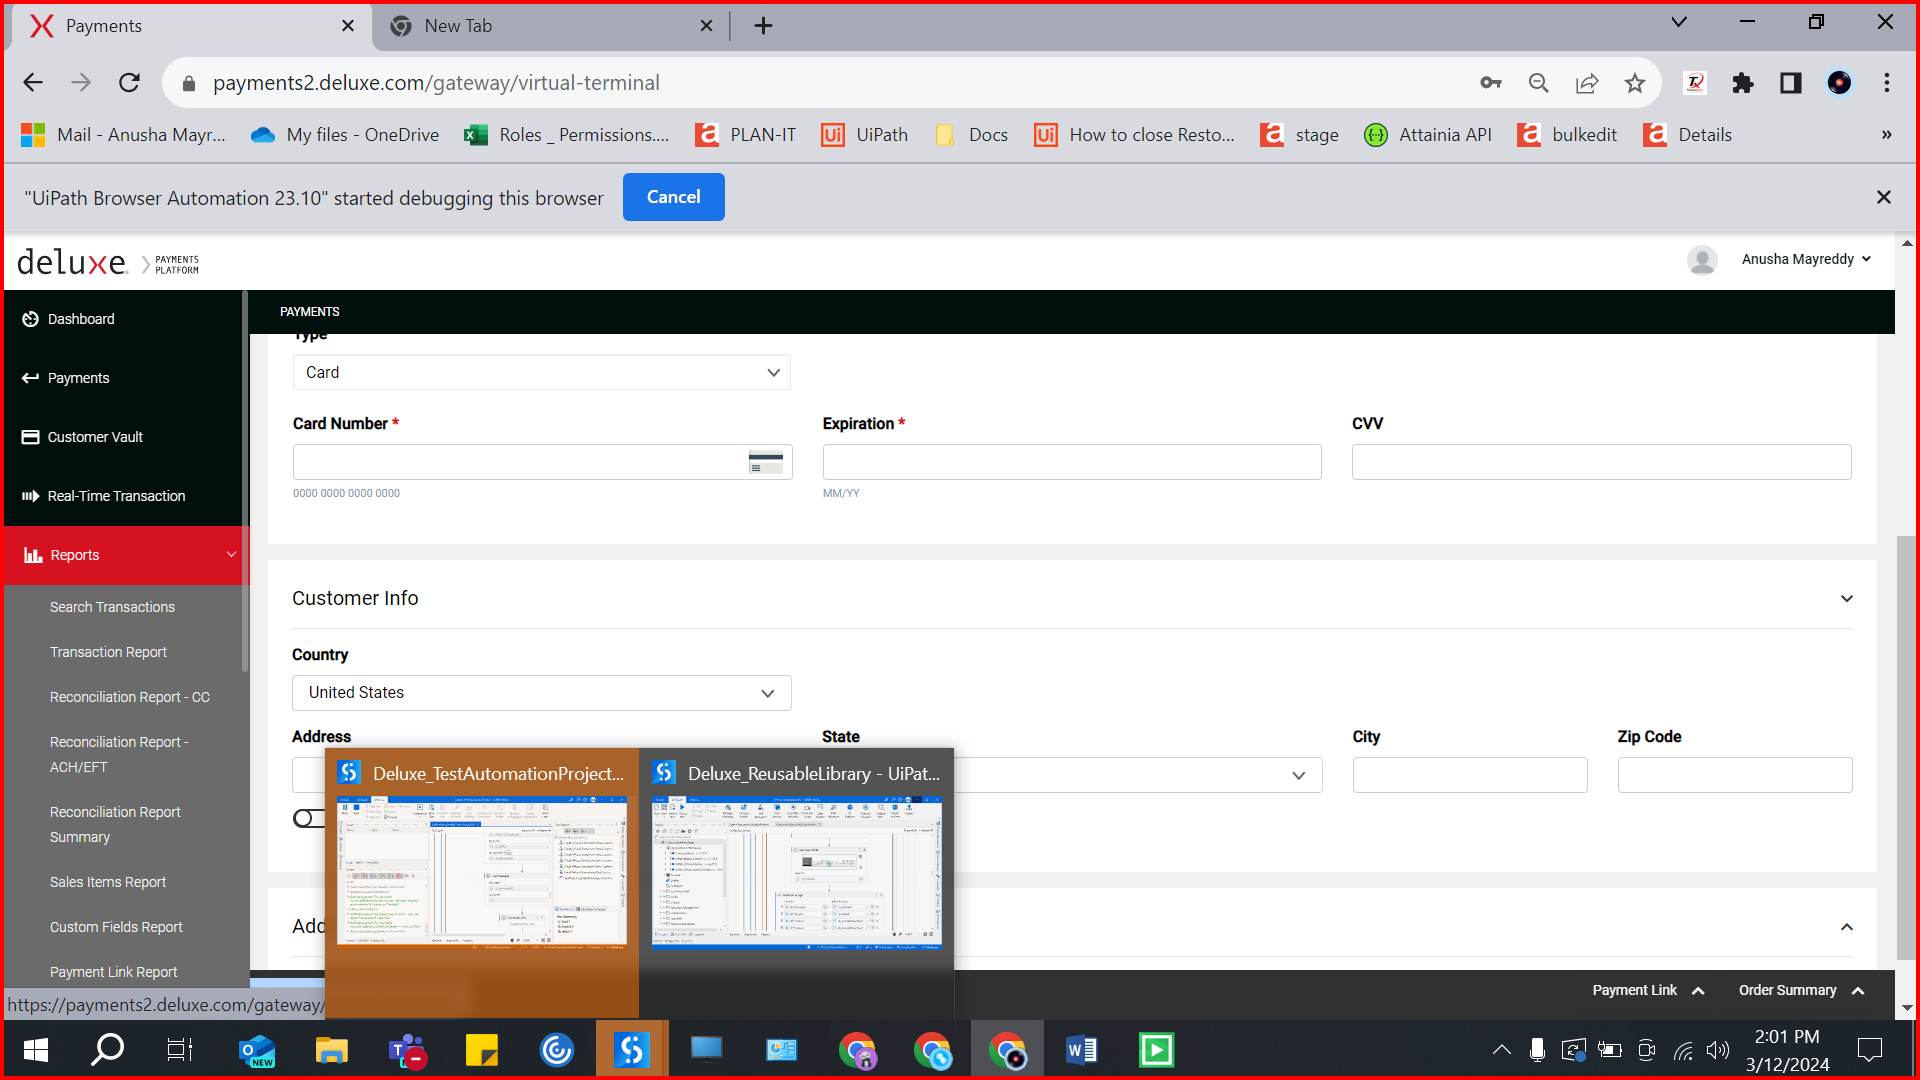 Payments
New Tab
payments2.deluxe.com/gateway/virtual-terminal
Mail - Anusha Mayr...
My files - OneDrive
Roles _ Permissions....
PLAN-IT
UiPath
Docs
How to close Resto...
stage
Attainia API
bulkedit
Details
»
"UiPath Browser Automation 23.10" started debugging this browser
Cancel
deluxe.
PAYMENTS
PLATFORM
Anusha Mayreddy
Dashboard
Payments
Customer Vault
Real-Time Transaction
Reports
Search Transactions
Transaction Report
Reconciliation Report - CC
Reconciliation Report -
ACH/EFT
Reconciliation Report
Summary
Sales Items Report
Custom Fields Report
Payment Link Report
https://payments2.deluxe.com/gateway/
PAYMENTS
Type
Card
Card Number *
0000 0000 0000 0000
Expiration *
MM/YY
CVV
Customer Info
Country
United States
Address
State
City
Zip Code
Add
Deluxe_TestAutomationProject...
Deluxe_ReusableLibrary - UiPat...
Payment Link
Order Summary
NEW
2:01 PM
3/12/2024